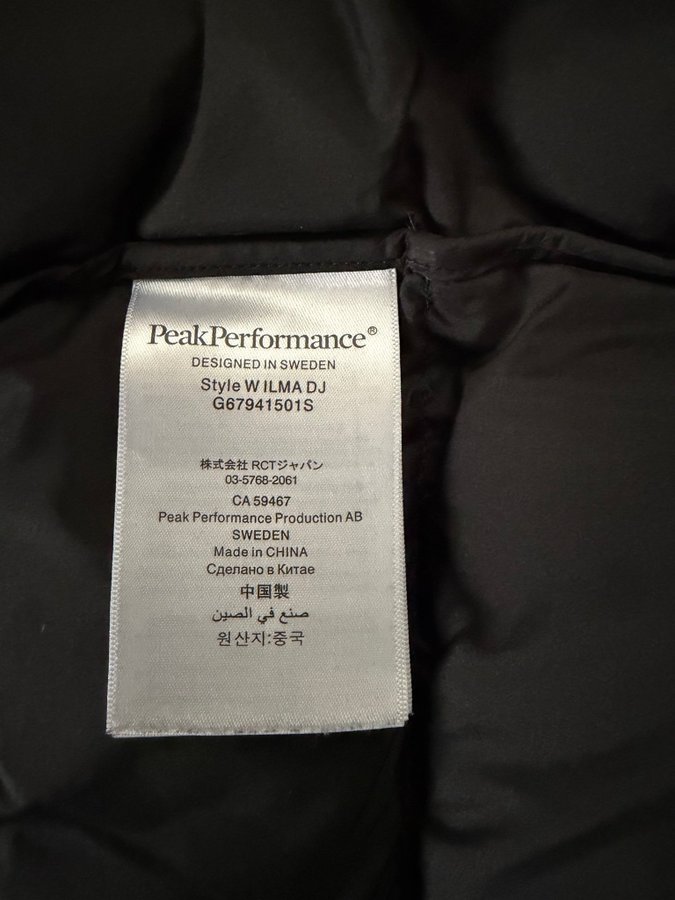 PeakPerformance®
DESIGNED IN SWEDEN
Style W ILMA DJ
G67941501S
株式会社 RCTジャパン
03-5768-2061
CA 59467
Peak Performance Production AB
SWEDEN
Made in CHINA
Сделано в Китае
中国製
صنع في الصين
원산지:중국